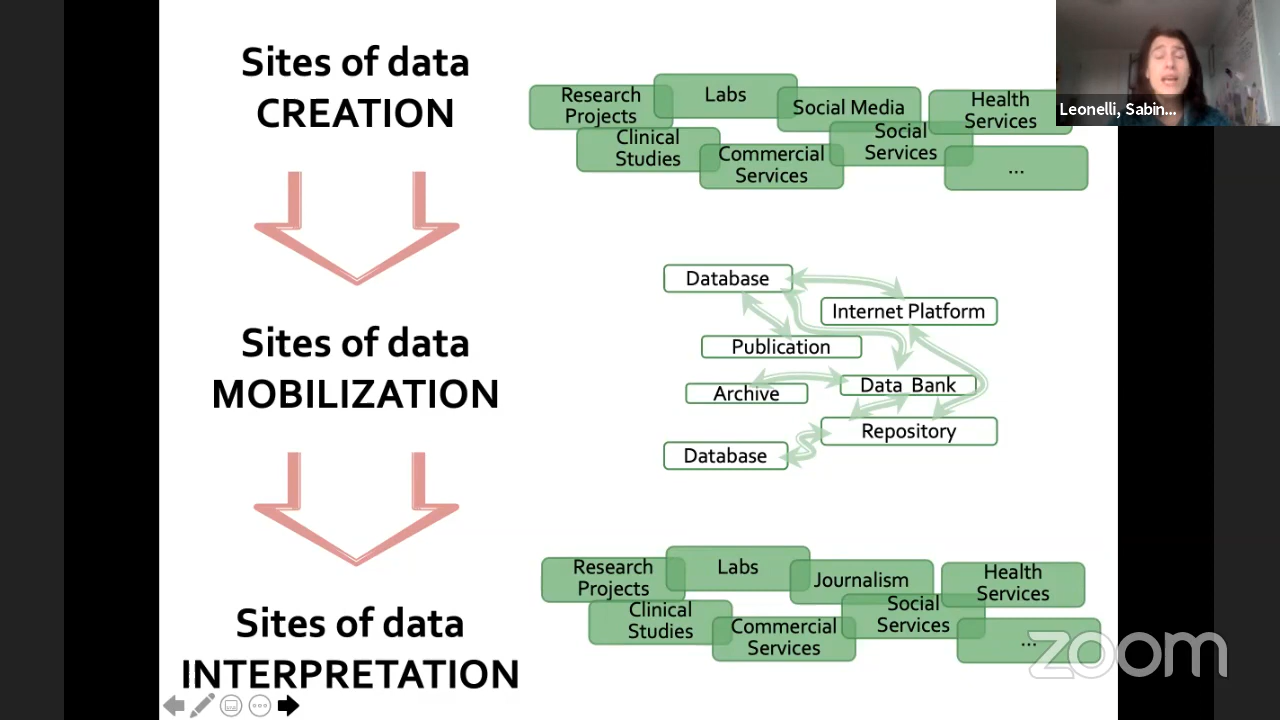 Sites of data
CREATION
Research
Projects
Labs
Social Media
Health
Services
Clinical
Studies
Commercial
Services
Social
Services
...
Leonelli, Sabin...
Sites of data
MOBILIZATION
Database
Internet Platform
Publication
Archive
Data Bank
Repository
Database
Sites of data
INTERPRETATION
Research
Projects
Labs
Journalism
Health
Services
Clinical
Studies
Commercial
Services
Social
Services
...
zoom